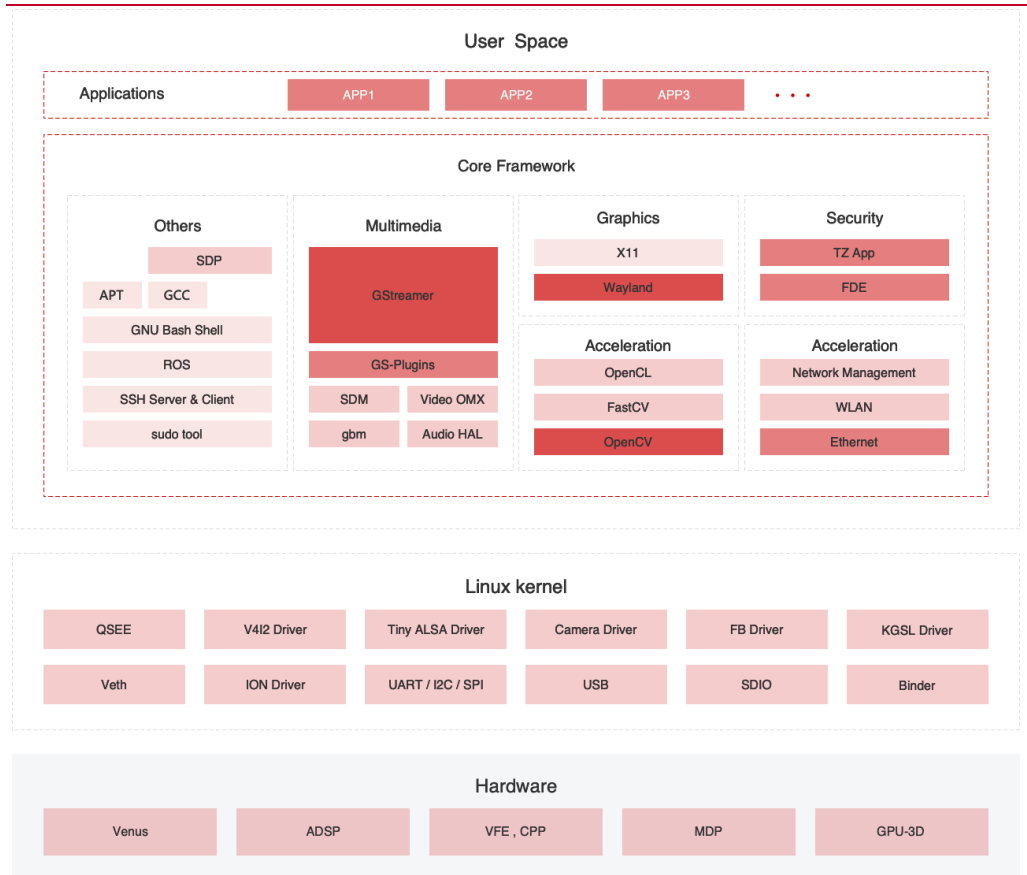 User Space
Applications
APP1
APP2
APP3
• • •
Core Framework
Others
SDP
APT
GCC
GNU Bash Shell
ROS
SSH Server & Client
sudo tool
Multimedia
GStreamer
GS-Plugins
SDM
Video OMX
gbm
Audio HAL
Graphics
X11
Wayland
Security
TZ App
FDE
Acceleration
OpenCL
FastCV
OpenCV
Acceleration
Network Management
WLAN
Ethernet
Linux kernel
QSEE
V4I2 Driver
Tiny ALSA Driver
Camera Driver
FB Driver
KGSL Driver
Veth
ION Driver
UART / I2C / SPI
USB
SDIO
Binder
Hardware
Venus
ADSP
VFE , CPP
MDP
GPU-3D